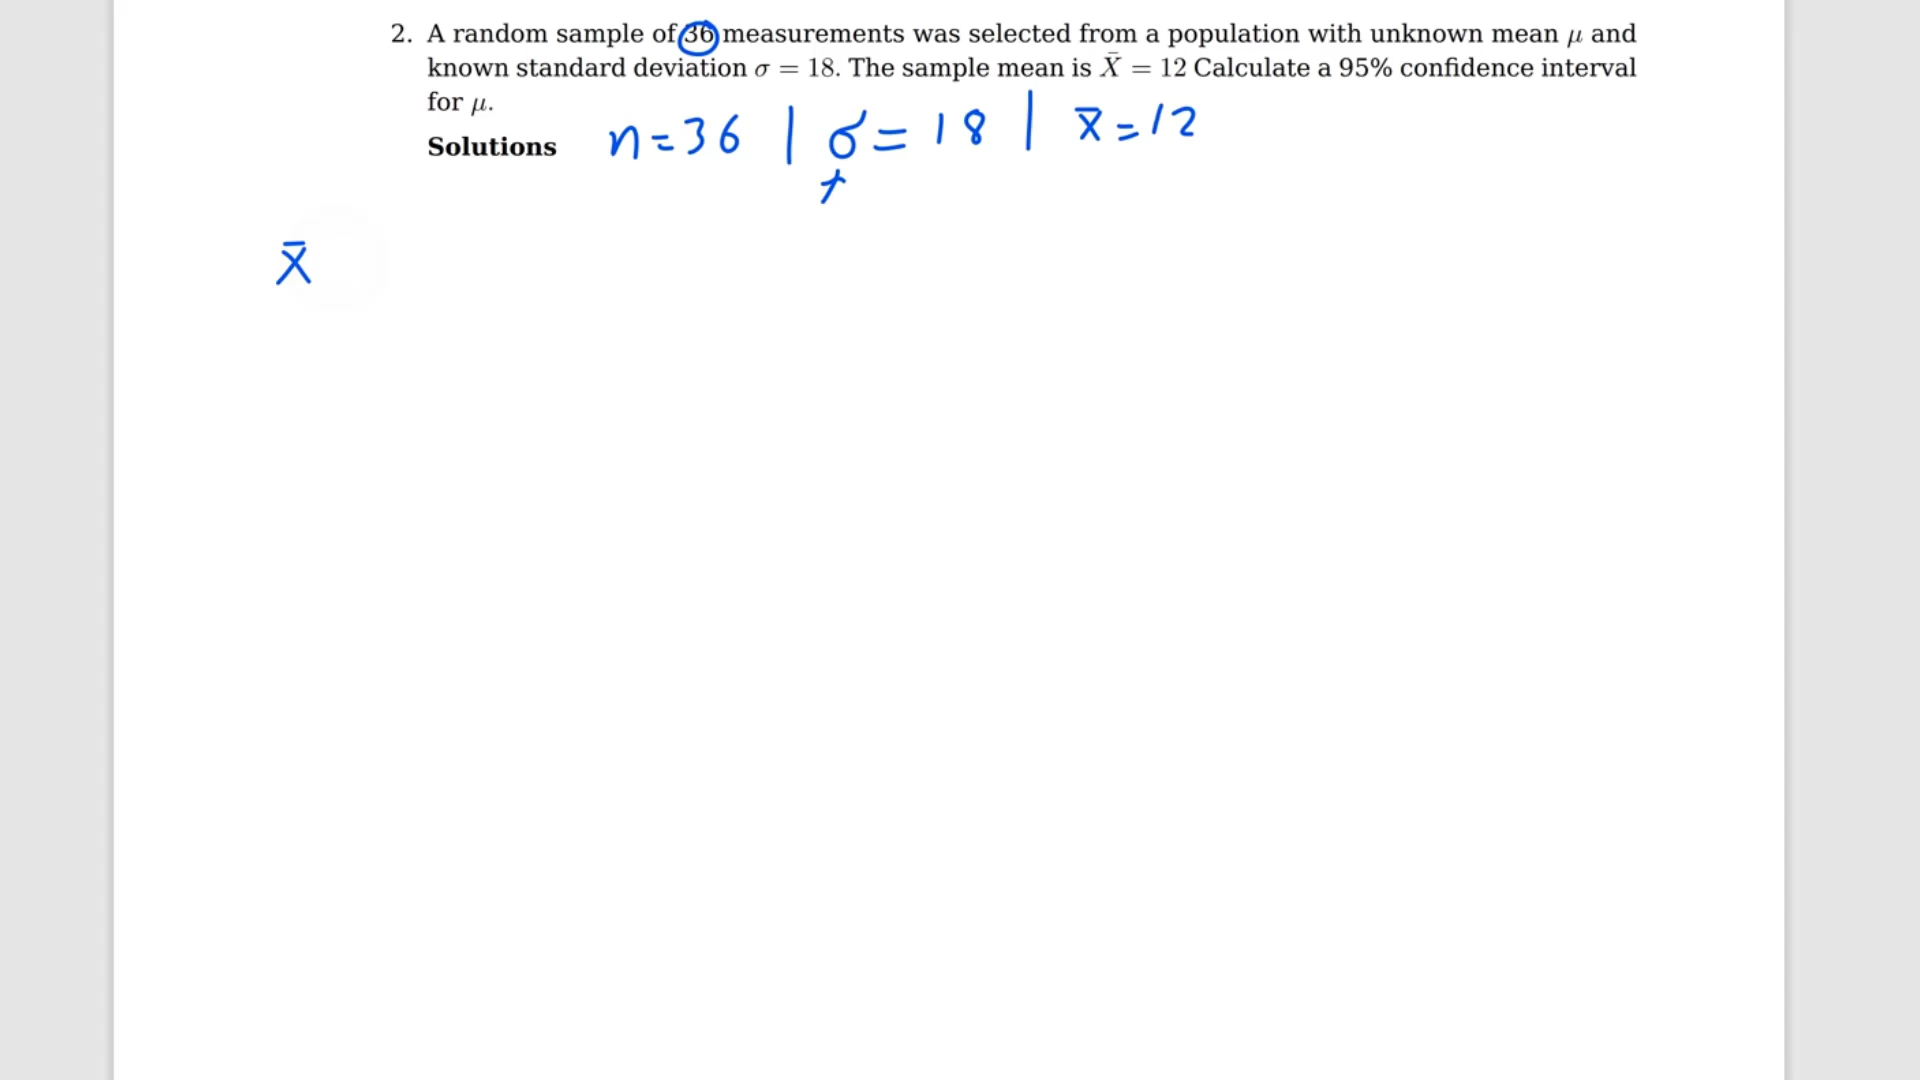 2. A random sample of 36 measurements was selected from a population with unknown mean μ and
known standard deviation σ = 18. The sample mean is X̄ = 12 Calculate a 95% confidence interval
for μ.
Solutions n=36 | σ= 18 | x̄=12
x̄